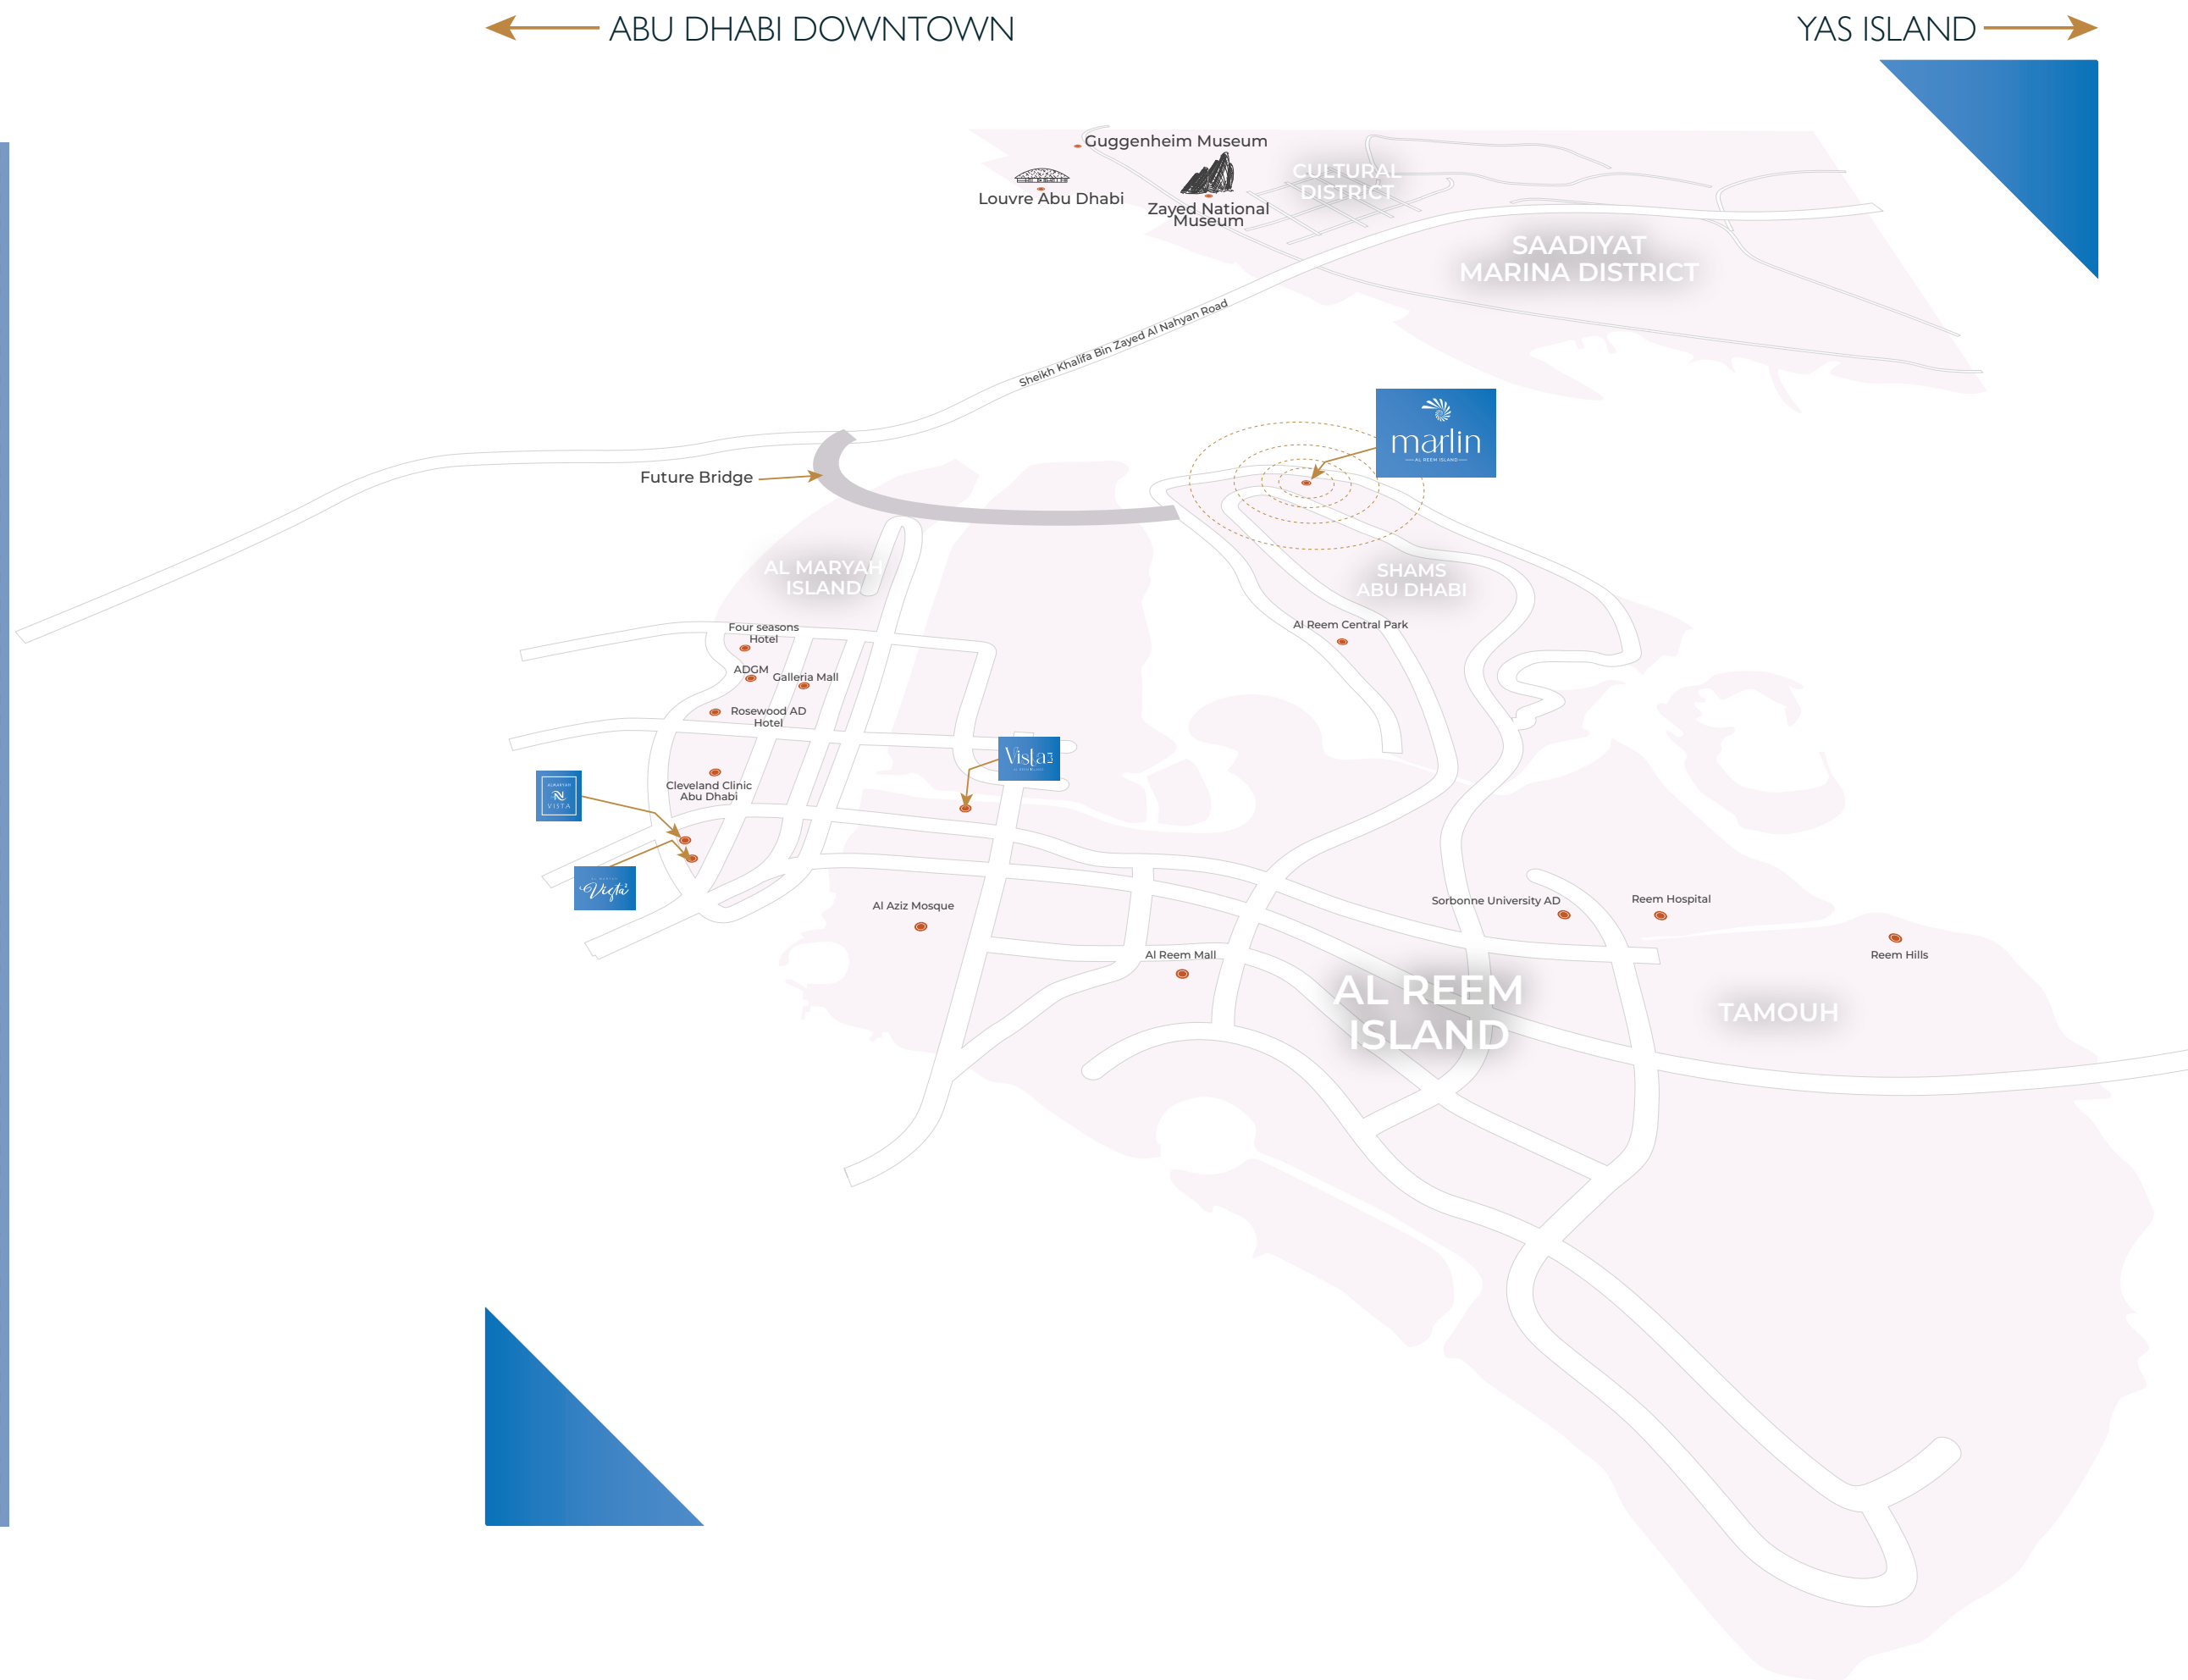 ABU DHABI DOWNTOWN
YAS ISLAND
Guggenheim Museum
Louvre Abu Dhabi
Zayed National
Museum
CULTURAL
DISTRICT
SAADIYAT
MARINA DISTRICT
Sheikh Khalifa Bin Zayed Al Nahyan Road
marlin
AL REEM ISLAND
Future Bridge
AL MARYAH
ISLAND
SHAMS
ABU DHABI
Four seasons
Hotel
Al Reem Central Park
ADGM
Galleria Mall
Rosewood AD
Hotel
Vista
Cleveland Clinic
Abu Dhabi
VISTA
Vista
Al Aziz Mosque
Sorbonne University AD
Reem Hospital
Al Reem Mall
Reem Hills
AL REEM
ISLAND
TAMOUH